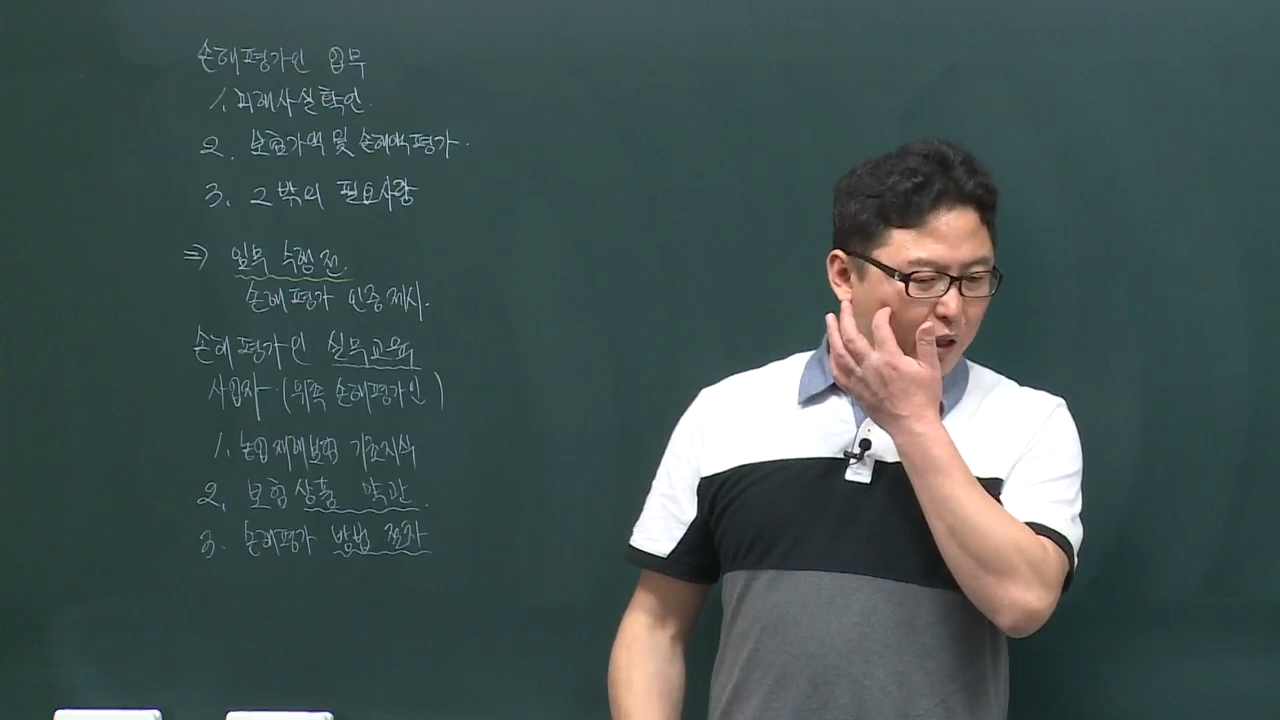 손해평가인 업무
1. 피해사실확인.
2. 보험가액 및 손해액평가.
3. 그 밖의 필요사항
⇒ 업무 수행전.
손해평가 인증제시.
손해평가인 실무교육
사업자. (위촉 손해평가인)
1. 농업재해보험 기초지식
2. 보험 상품 약관.
3. 손해평가 방법 절차